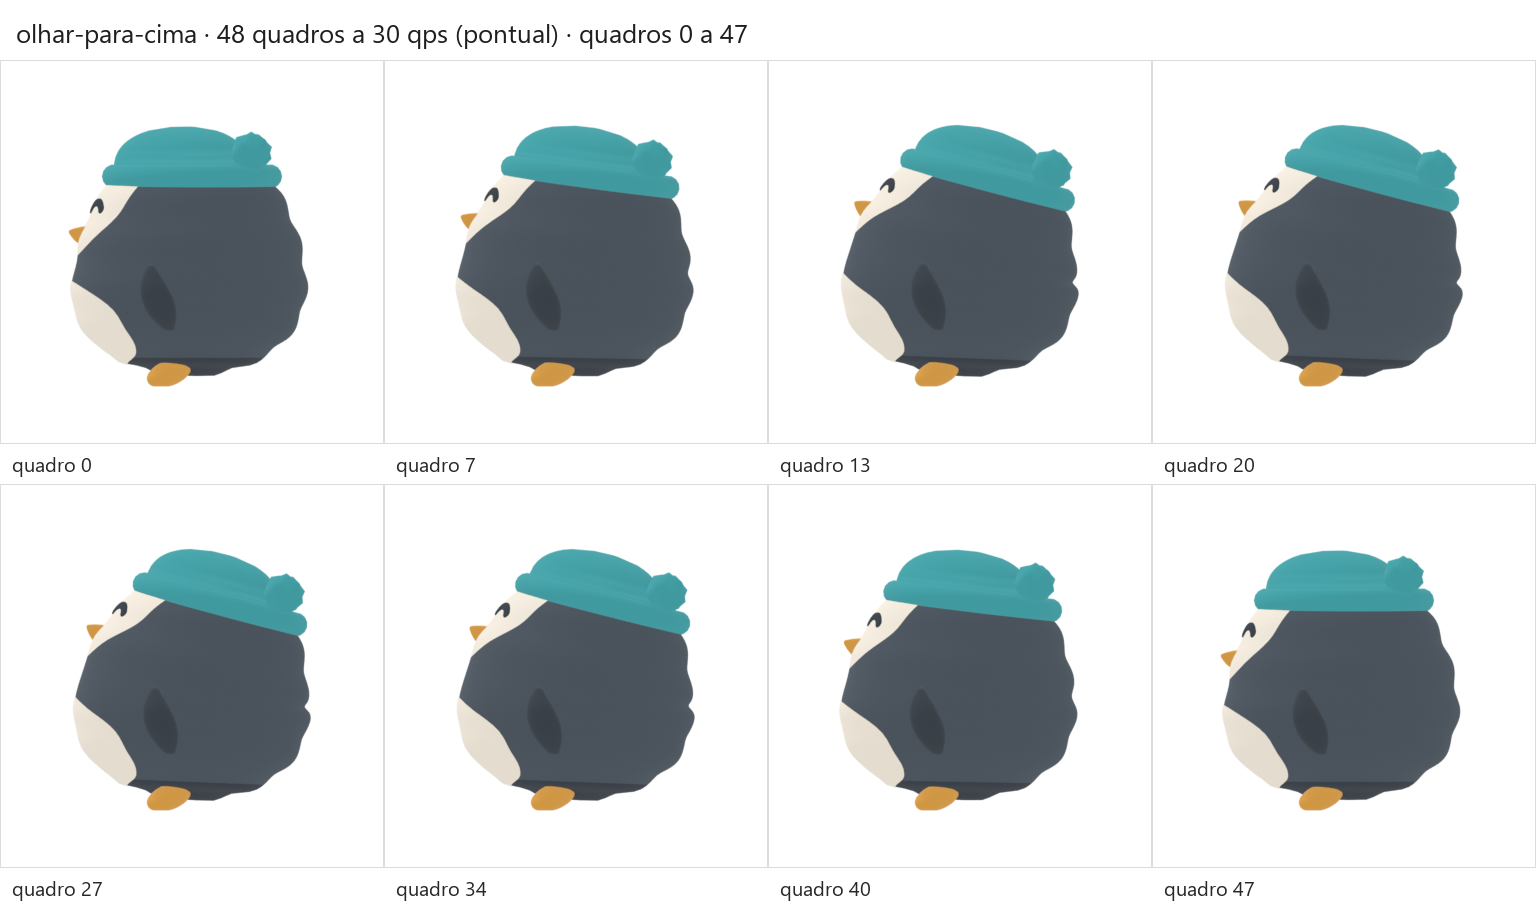 olhar-para-cima · 48 quadros a 30 qps (pontual) · quadros 0 a 47
quadro 0
quadro 7
quadro 13
quadro 20
quadro 27
quadro 34
quadro 40
quadro 47